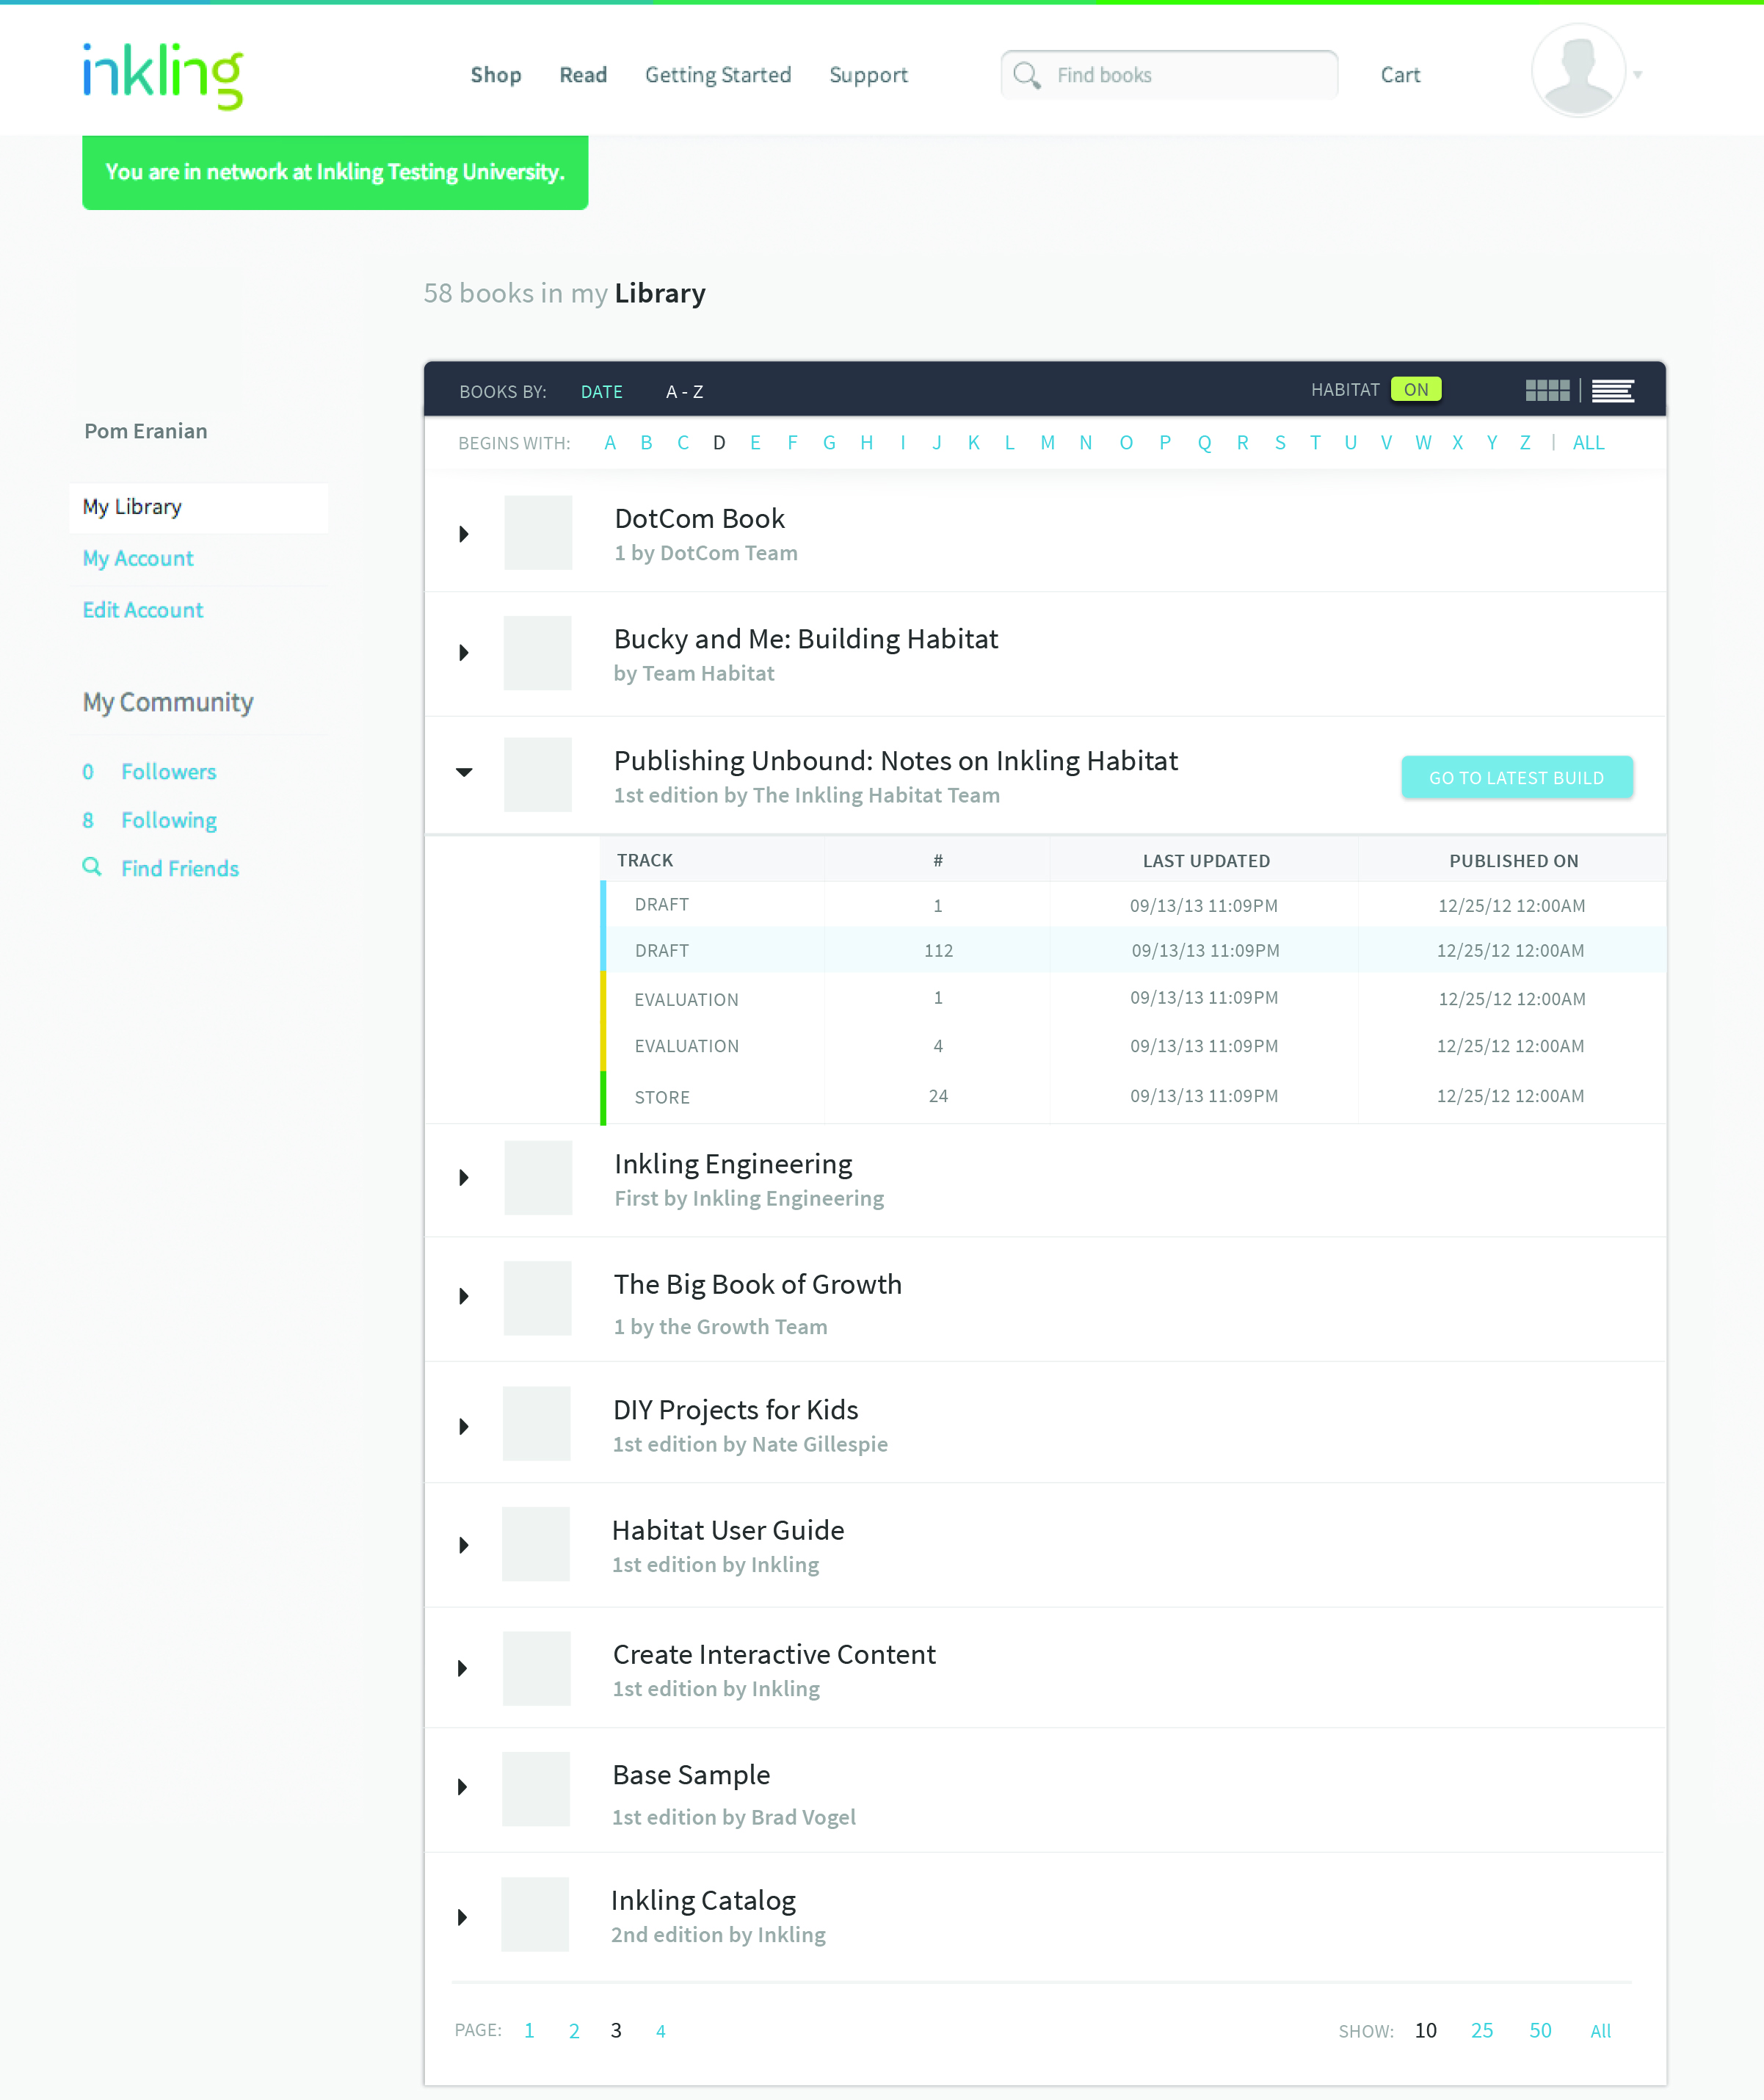 inkling
Shop Read Getting Started Support Find books Cart
You are in network at Inkling Testing University.
58 books in my Library
Pom Eranian
My Library
My Account
Edit Account
My Community
0 Followers
8 Following
Find Friends
BOOKS BY: DATE A - Z HABITAT ON
BEGINS WITH: A B C D E F G H I J K L M N O P Q R S T U V W X Y Z | ALL
DotCom Book
1 by DotCom Team
Bucky and Me: Building Habitat
by Team Habitat
Publishing Unbound: Notes on Inkling Habitat
1st edition by The Inkling Habitat Team
GO TO LATEST BUILD
TRACK # LAST UPDATED PUBLISHED ON
DRAFT 1 09/13/13 11:09PM 12/25/12 12:00AM
DRAFT 112 09/13/13 11:09PM 12/25/12 12:00AM
EVALUATION 1 09/13/13 11:09PM 12/25/12 12:00AM
EVALUATION 4 09/13/13 11:09PM 12/25/12 12:00AM
STORE 24 09/13/13 11:09PM 12/25/12 12:00AM
Inkling Engineering
First by Inkling Engineering
The Big Book of Growth
1 by the Growth Team
DIY Projects for Kids
1st edition by Nate Gillespie
Habitat User Guide
1st edition by Inkling
Create Interactive Content
1st edition by Inkling
Base Sample
1st edition by Brad Vogel
Inkling Catalog
2nd edition by Inkling
PAGE: 1 2 3 4 SHOW: 10 25 50 All